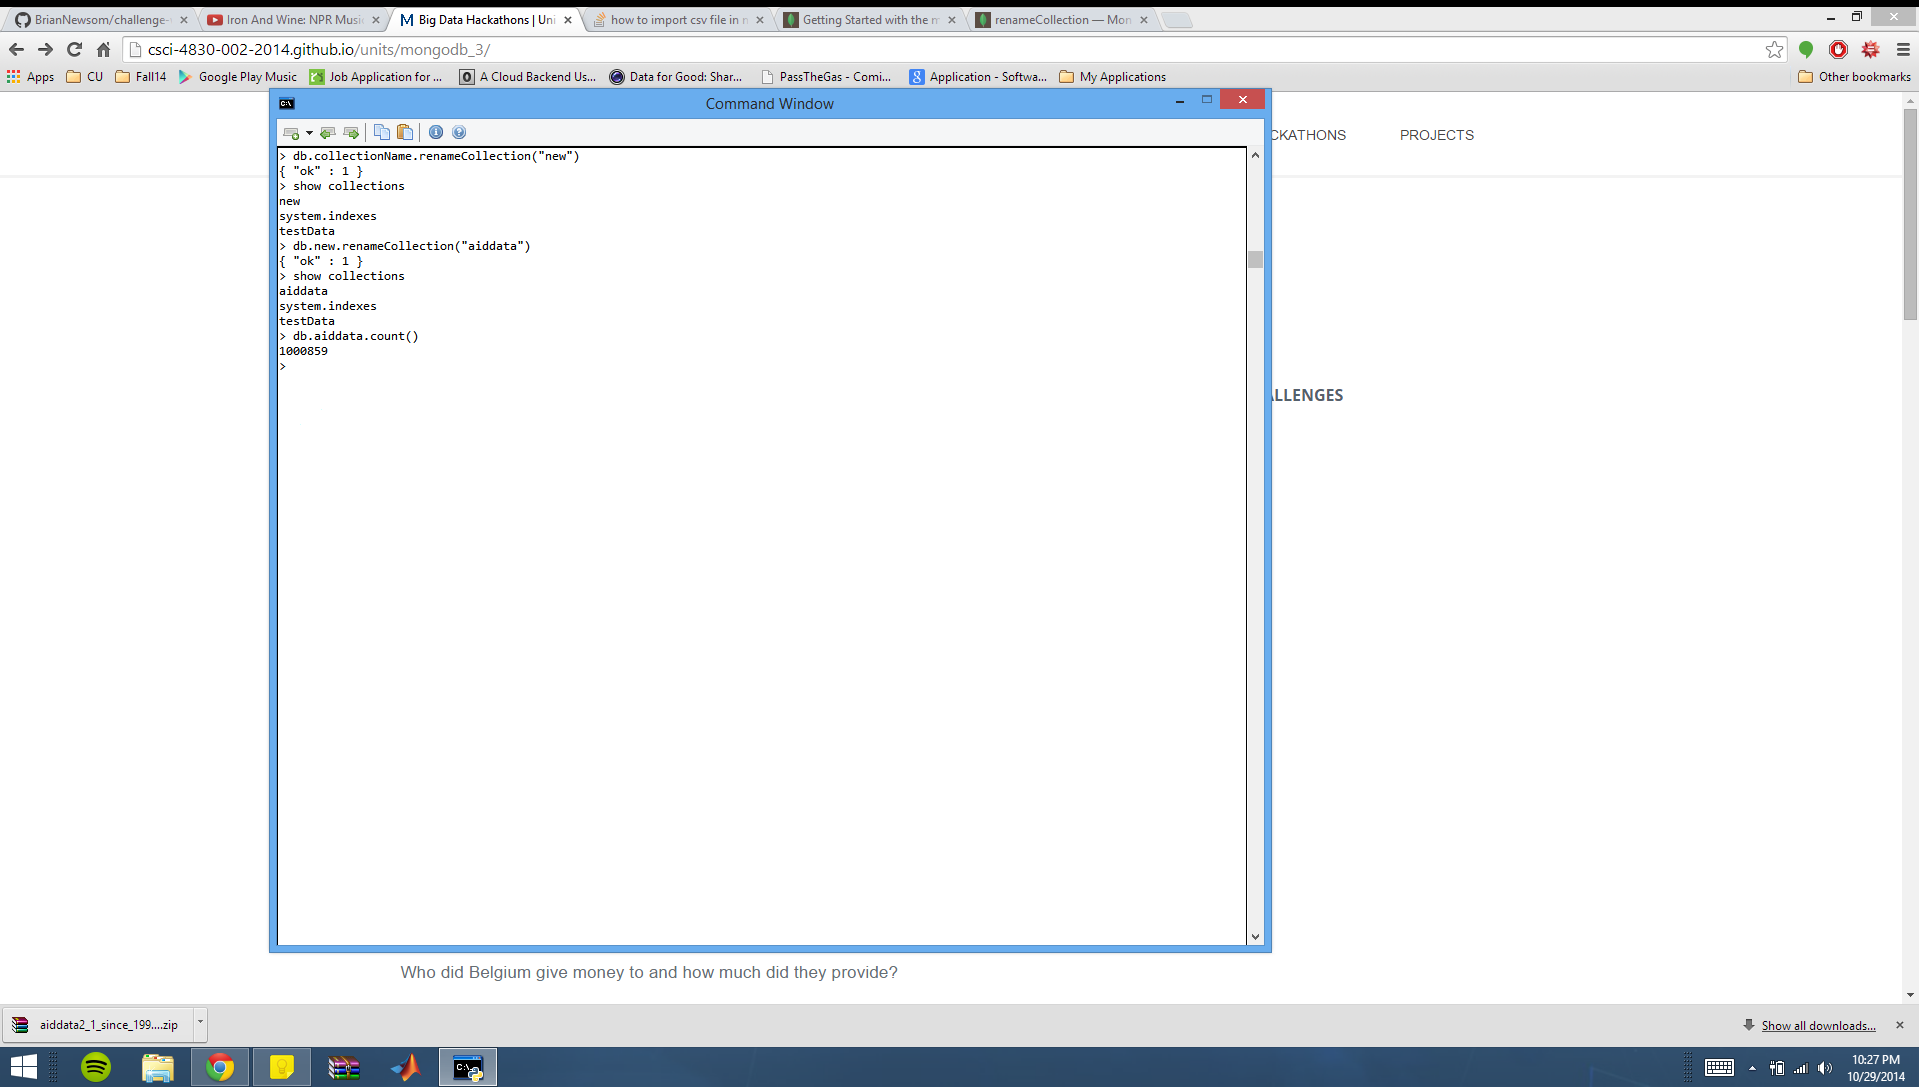 BrianNewsom/challenge-
Iron And Wine: NPR Musi
Big Data Hackathons | Uni
how to import csv file in
Getting Started with the
renameCollection — Mon
csci-4830-002-2014.github.io/units/mongodb_3/
Apps
CU
Fall14
Google Play Music
Job Application for ...
A Cloud Backend Us...
Data for Good: Shar...
PassTheGas - Comi...
Application - Softwa...
My Applications
Other bookmarks
Command Window
CKATHONS
PROJECTS
> db.collectionName.renameCollection("new")
{ "ok" : 1 }
> show collections
new
system.indexes
testData
> db.new.renameCollection("aiddata")
{ "ok" : 1 }
> show collections
aiddata
system.indexes
testData
> db.aiddata.count()
1000859
>
ALLENGES
Who did Belgium give money to and how much did they provide?
aiddata2_1_since_199....zip
Show all downloads...
10:27 PM
10/29/2014